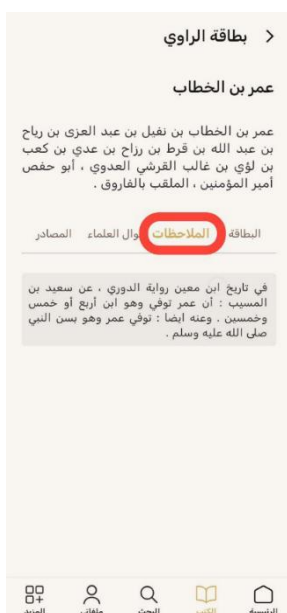 بطاقة الراوي
عمر بن الخطاب
عمر بن الخطاب بن نفيل بن عبد العزى بن رياح
بن عبد الله بن قرط بن رزاح بن عدي بن كعب
بن لؤي بن غالب القرشي العدوي ، أبو حفص
أمير المؤمنين ، الملقب بالفاروق .
البطاقة الملاحظات وال العلماء المصادر
في تاريخ ابن معين رواية الدوري ، عن سعيد بن
المسيب : أن عمر توفي وهو ابن أربع أو خمس
وخمسين . وعنه ايضا : توفي عمر وهو بسن النبي
صلى الله عليه وسلم .
الرئيسية الكتب البحث ملفاتي المزيد